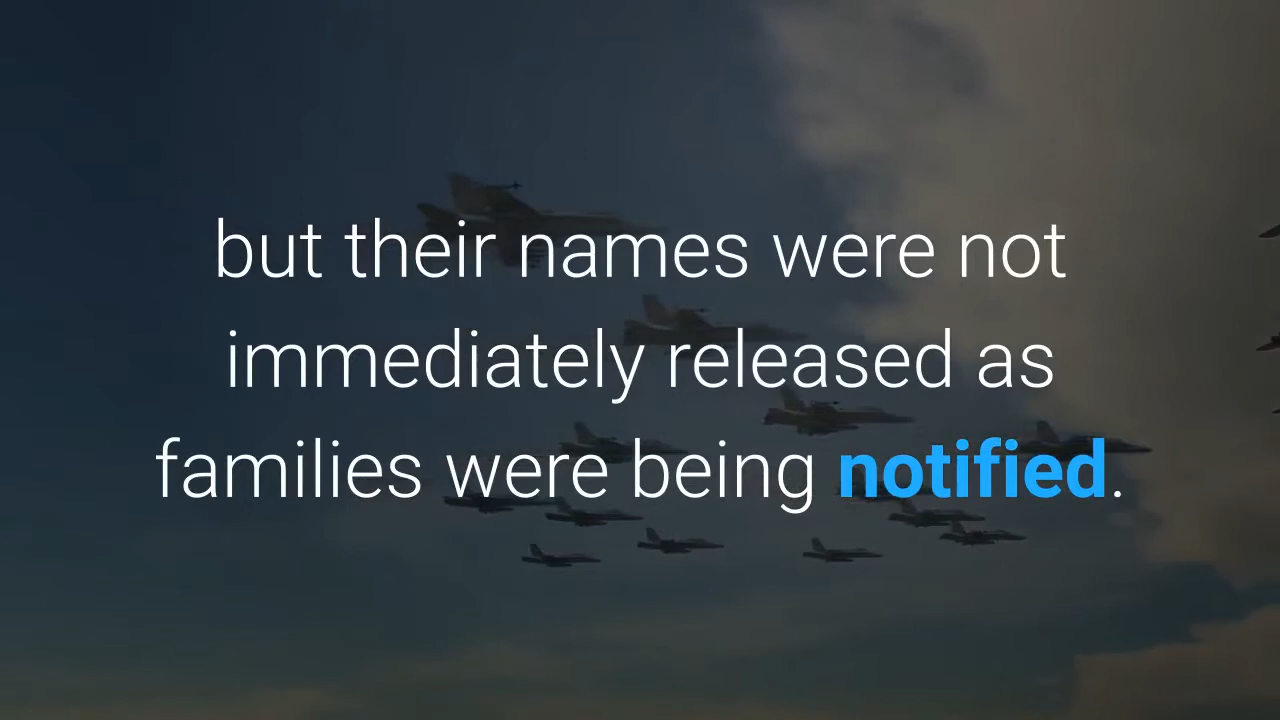 but their names were not
immediately released as
families were being notified.